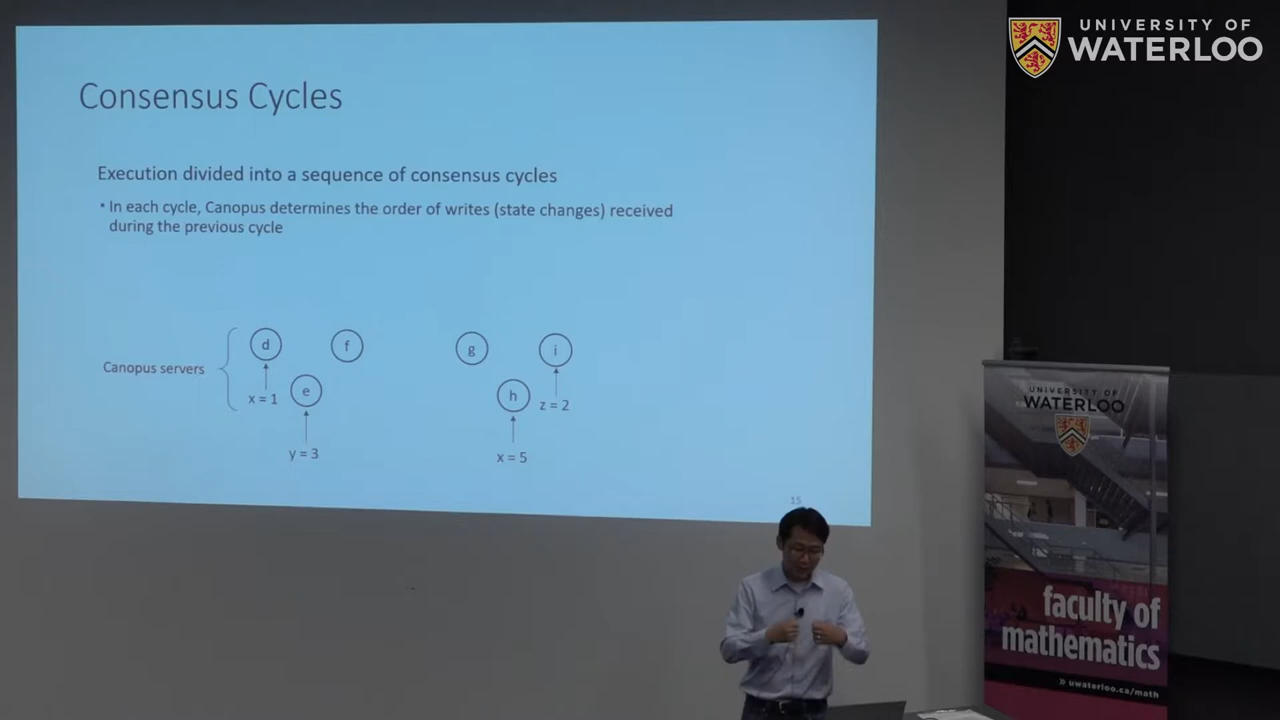 UNIVERSITY OF
WATERLOO
Consensus Cycles
Execution divided into a sequence of consensus cycles
▪ In each cycle, Canopus determines the order of writes (state changes) received
during the previous cycle
Canopus servers
d
f
g
i
e
h
x = 1
z = 2
y = 3
x = 5
15
UNIVERSITY OF
WATERLOO
faculty of
mathematics
» uwaterloo.ca/math